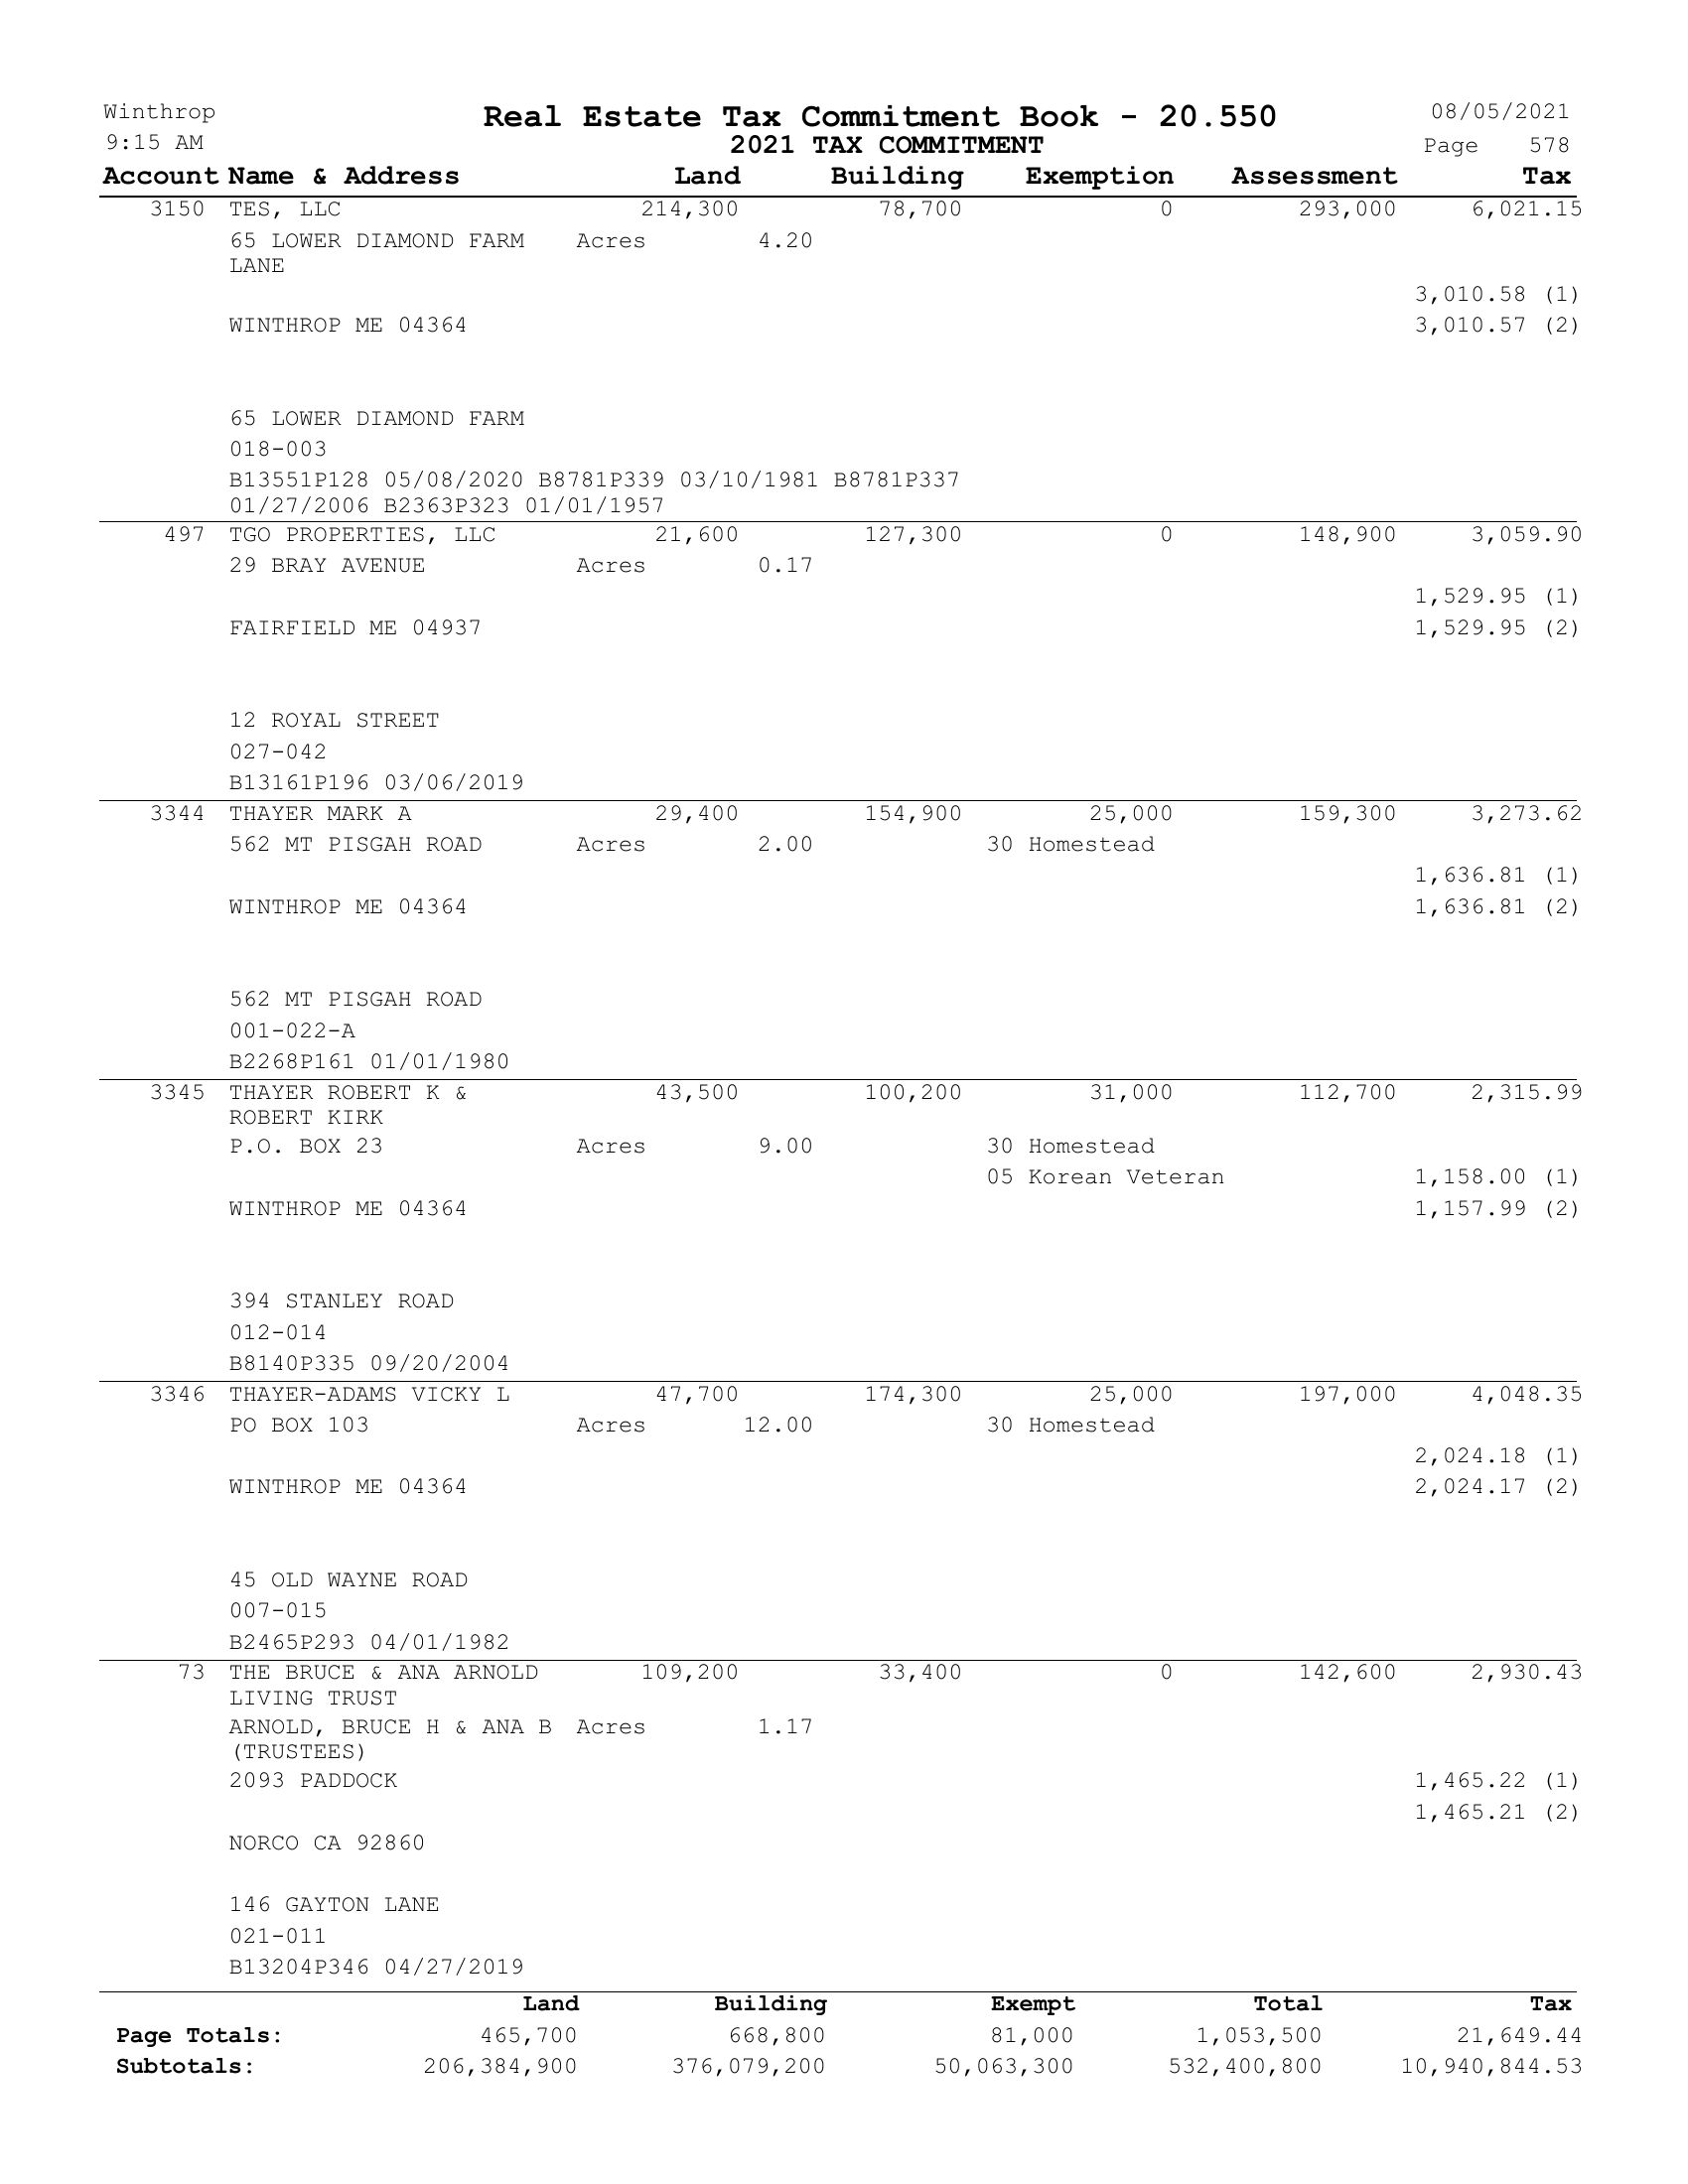 Winthrop Real Estate Tax Commitment Book - 20.550 08/05/2021
9:15 AM 2021 TAX COMMITMENT Page 578
Account Name & Address Land Building Exemption Assessment Tax
3150 TES, LLC 214,300 78,700 0 293,000 6,021.15
65 LOWER DIAMOND FARM Acres 4.20
LANE
3,010.58 (1)
WINTHROP ME 04364 3,010.57 (2)
65 LOWER DIAMOND FARM
018-003
B13551P128 05/08/2020 B8781P339 03/10/1981 B8781P337
01/27/2006 B2363P323 01/01/1957
497 TGO PROPERTIES, LLC 21,600 127,300 0 148,900 3,059.90
29 BRAY AVENUE Acres 0.17
1,529.95 (1)
FAIRFIELD ME 04937 1,529.95 (2)
12 ROYAL STREET
027-042
B13161P196 03/06/2019
3344 THAYER MARK A 29,400 154,900 25,000 159,300 3,273.62
562 MT PISGAH ROAD Acres 2.00 30 Homestead
1,636.81 (1)
WINTHROP ME 04364 1,636.81 (2)
562 MT PISGAH ROAD
001-022-A
B2268P161 01/01/1980
3345 THAYER ROBERT K & 43,500 100,200 31,000 112,700 2,315.99
ROBERT KIRK
P.O. BOX 23 Acres 9.00 30 Homestead
05 Korean Veteran 1,158.00 (1)
WINTHROP ME 04364 1,157.99 (2)
394 STANLEY ROAD
012-014
B8140P335 09/20/2004
3346 THAYER-ADAMS VICKY L 47,700 174,300 25,000 197,000 4,048.35
PO BOX 103 Acres 12.00 30 Homestead
2,024.18 (1)
WINTHROP ME 04364 2,024.17 (2)
45 OLD WAYNE ROAD
007-015
B2465P293 04/01/1982
73 THE BRUCE & ANA ARNOLD 109,200 33,400 0 142,600 2,930.43
LIVING TRUST
ARNOLD, BRUCE H & ANA B Acres 1.17
(TRUSTEES)
2093 PADDOCK 1,465.22 (1)
1,465.21 (2)
NORCO CA 92860
146 GAYTON LANE
021-011
B13204P346 04/27/2019
Land Building Exempt Total Tax
Page Totals: 465,700 668,800 81,000 1,053,500 21,649.44
Subtotals: 206,384,900 376,079,200 50,063,300 532,400,800 10,940,844.53